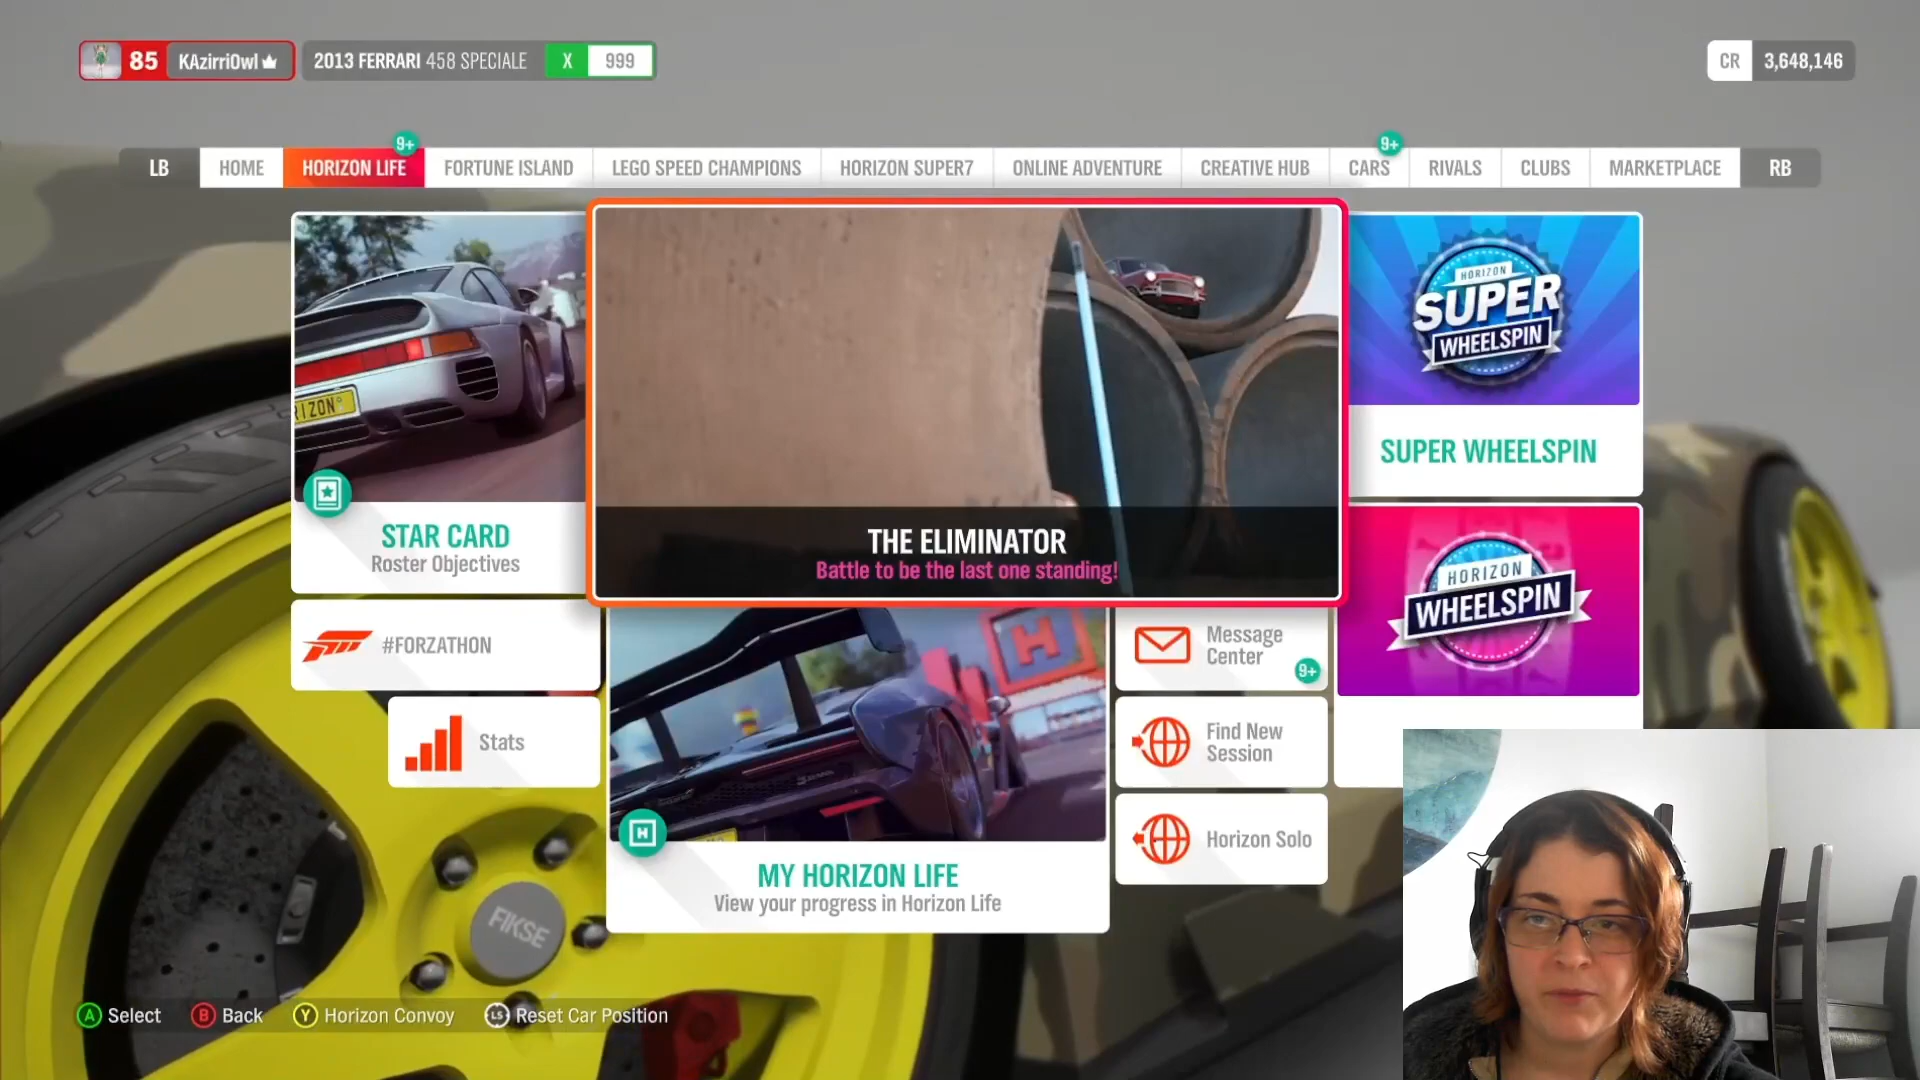 85 KAzirriOwl 2013 FERRARI 458 SPECIALE X 999
CR 3,648,146
9+ 9+
LB HOME HORIZON LIFE FORTUNE ISLAND LEGO SPEED CHAMPIONS HORIZON SUPER7 ONLINE ADVENTURE CREATIVE HUB CARS RIVALS CLUBS MARKETPLACE RB
RIZON
STAR CARD
Roster Objectives
THE ELIMINATOR
Battle to be the last one standing!
HORIZON
SUPER
WHEELSPIN
SUPER WHEELSPIN
HORIZON
WHEELSPIN
#FORZATHON
Stats
H
H
MY HORIZON LIFE
View your progress in Horizon Life
Message
Center
9+
Find New
Session
Horizon Solo
FIKSE
A Select B Back Y Horizon Convoy LS Reset Car Position